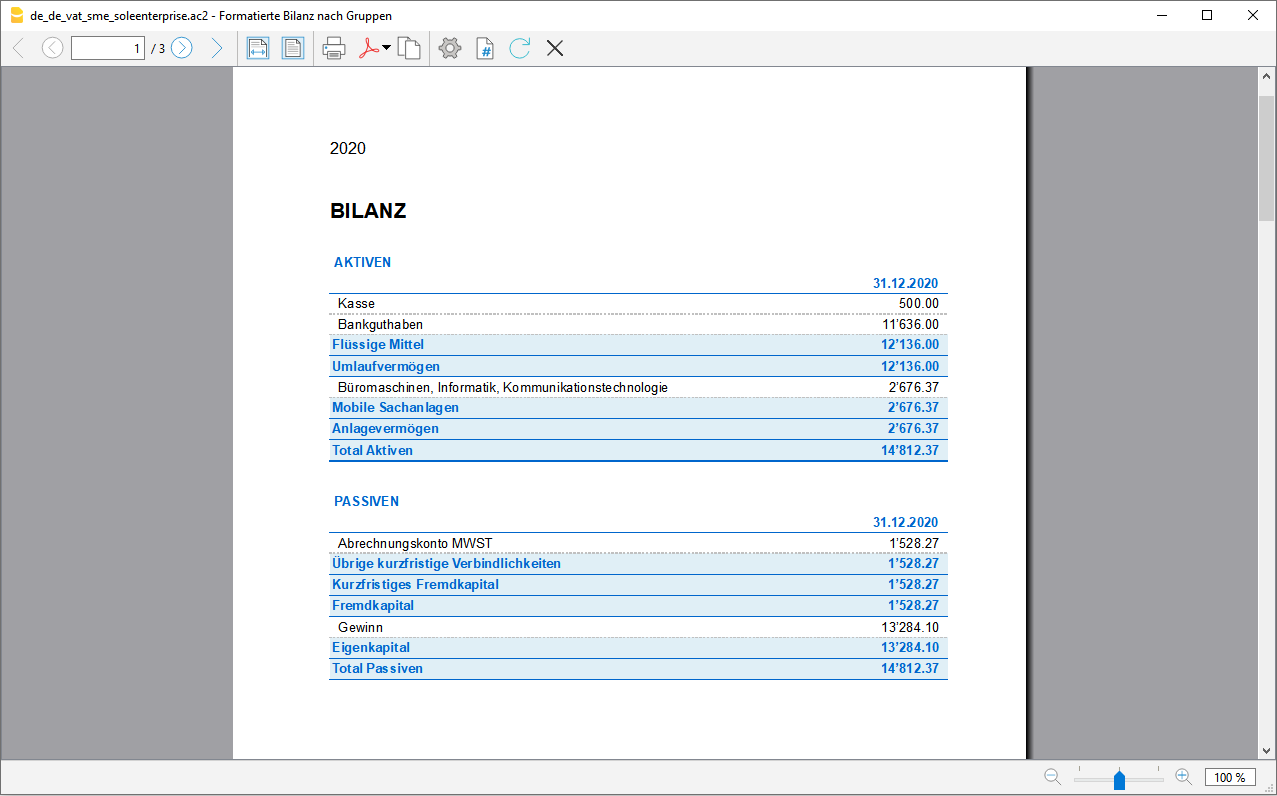 de_de_vat_sme_soleenterprise.ac2 - Formatierte Bilanz nach Gruppen
1 / 3
#
2020
BILANZ
AKTIVEN
31.12.2020
Kasse 500.00
Bankguthaben 11’636.00
Flüssige Mittel 12’136.00
Umlaufvermögen 12’136.00
Büromaschinen, Informatik, Kommunikationstechnologie 2’676.37
Mobile Sachanlagen 2’676.37
Anlagevermögen 2’676.37
Total Aktiven 14’812.37
PASSIVEN
31.12.2020
Abrechnungskonto MWST 1’528.27
Übrige kurzfristige Verbindlichkeiten 1’528.27
Kurzfristiges Fremdkapital 1’528.27
Fremdkapital 1’528.27
Gewinn 13’284.10
Eigenkapital 13’284.10
Total Passiven 14’812.37
100 %